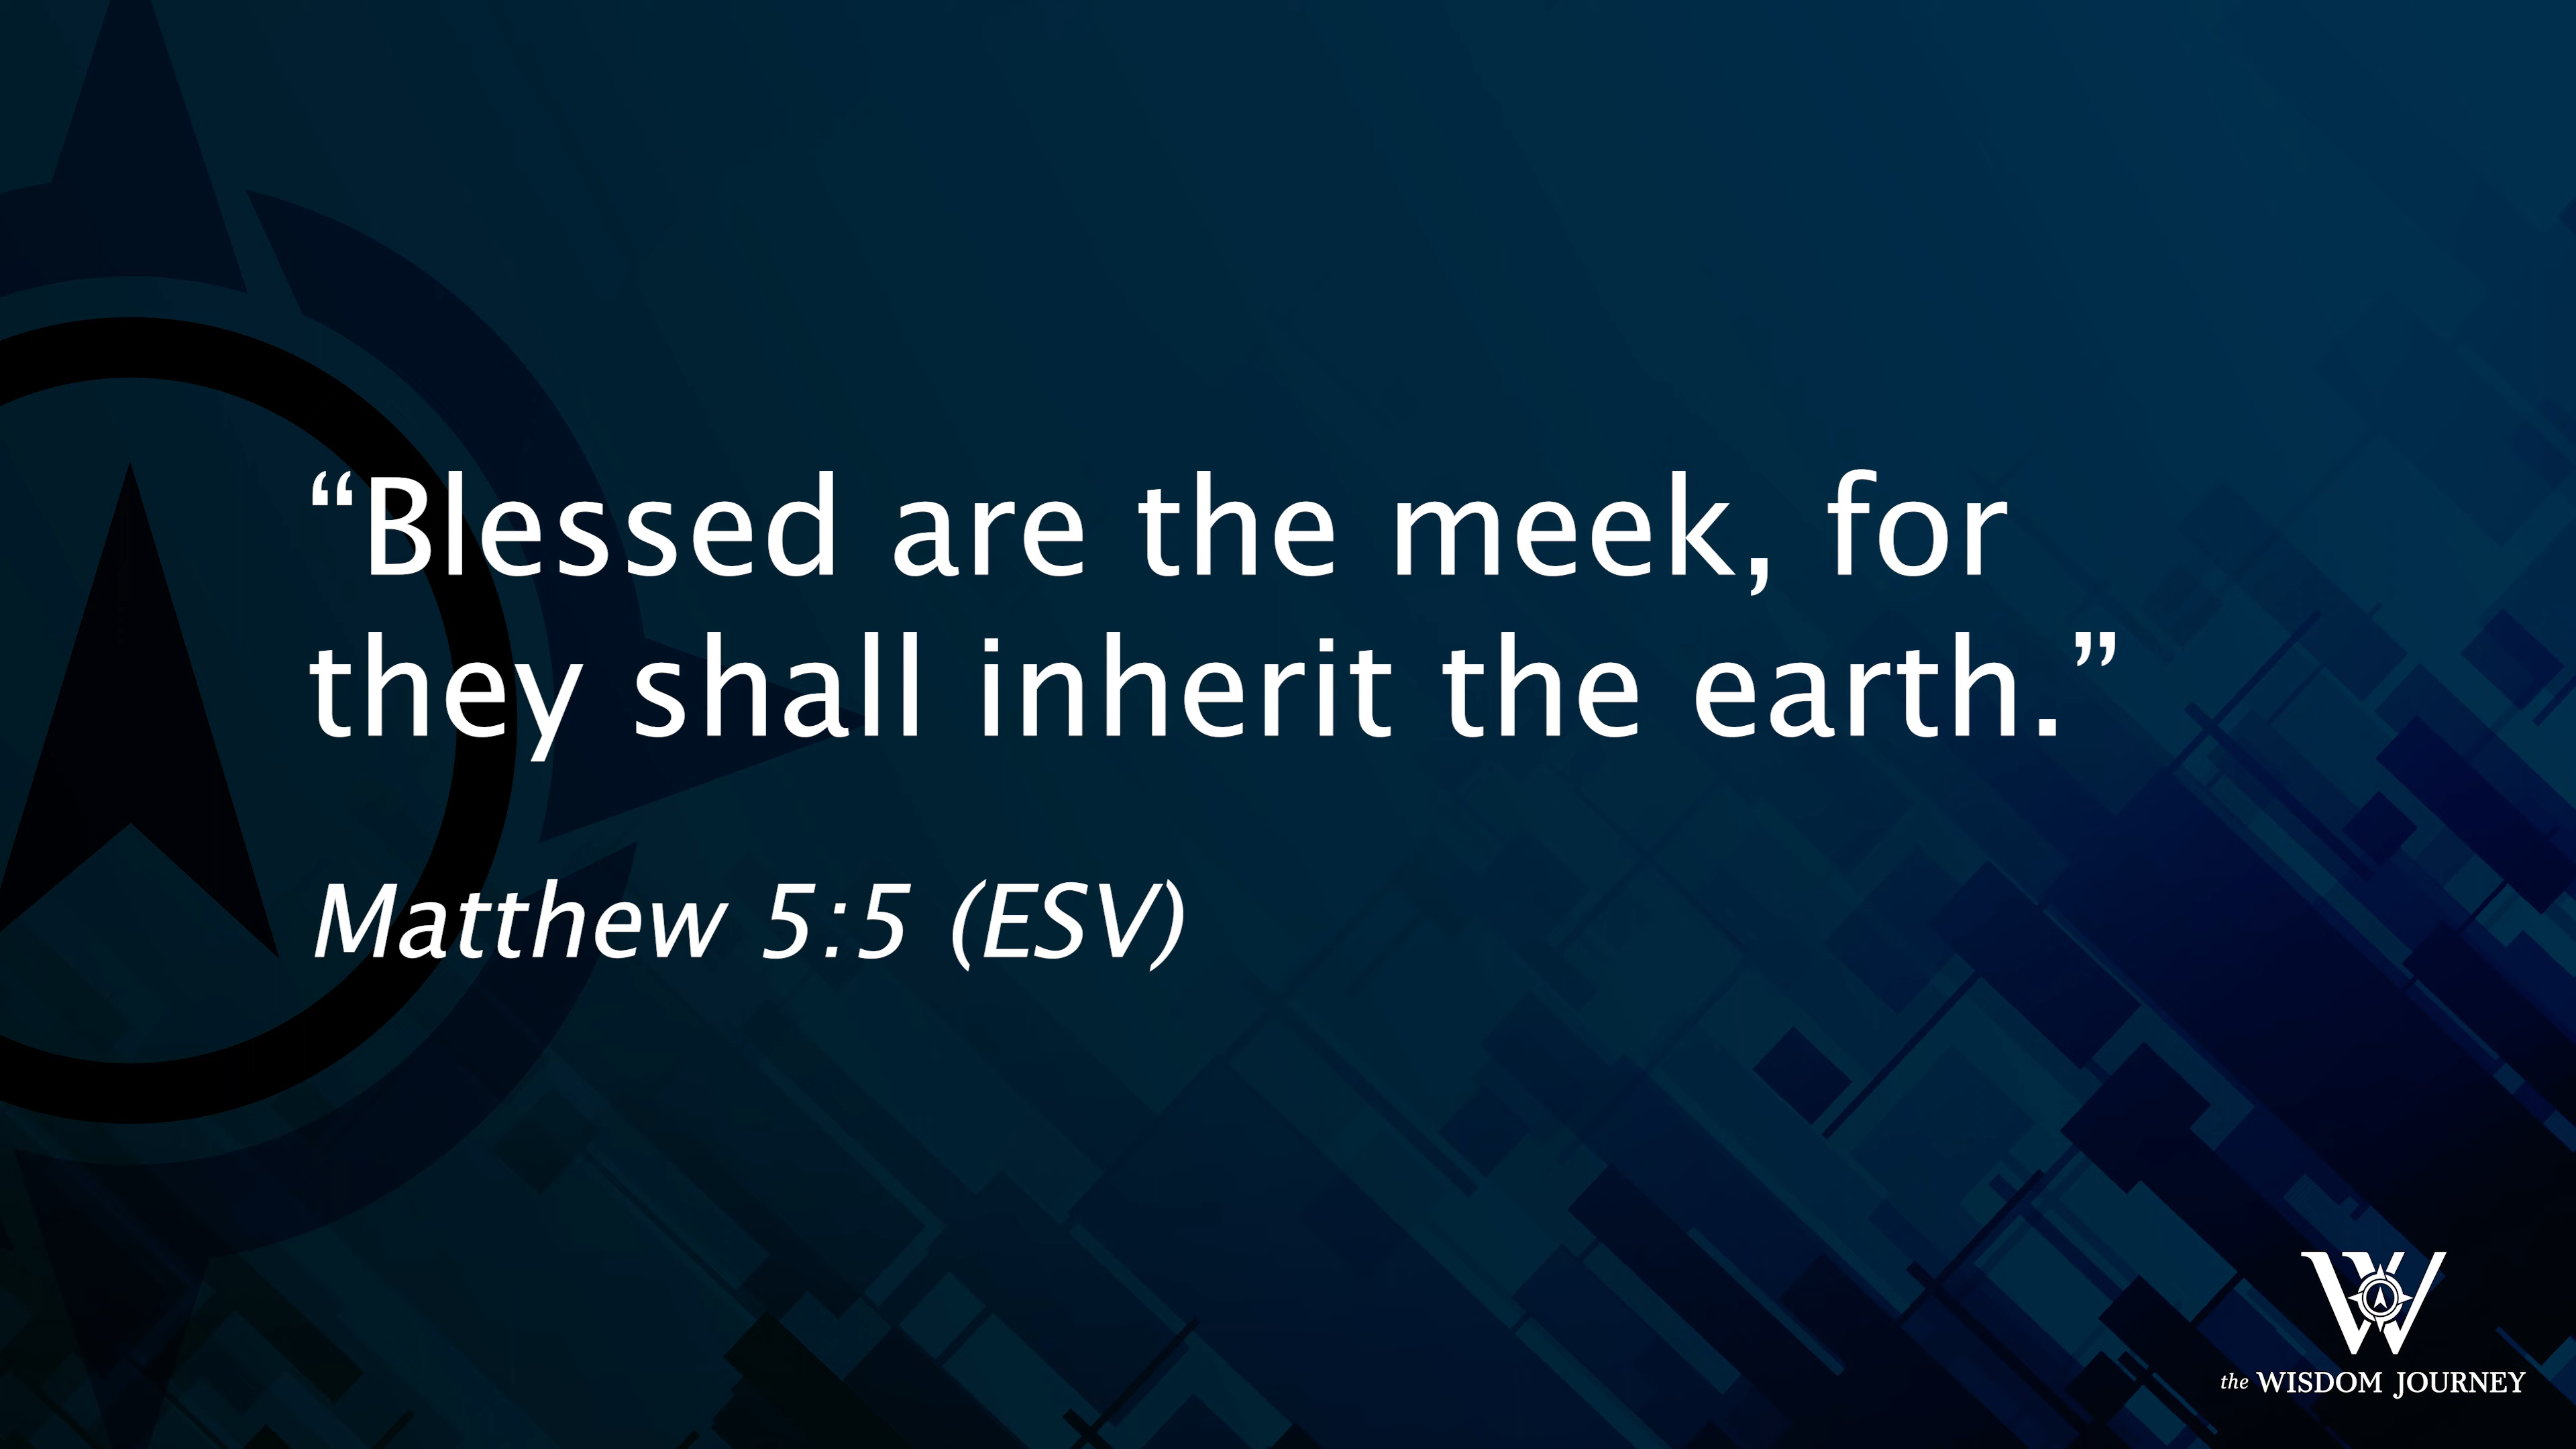 “Blessed are the meek, for
they shall inherit the earth.”
Matthew 5:5 (ESV)
W
the WISDOM JOURNEY